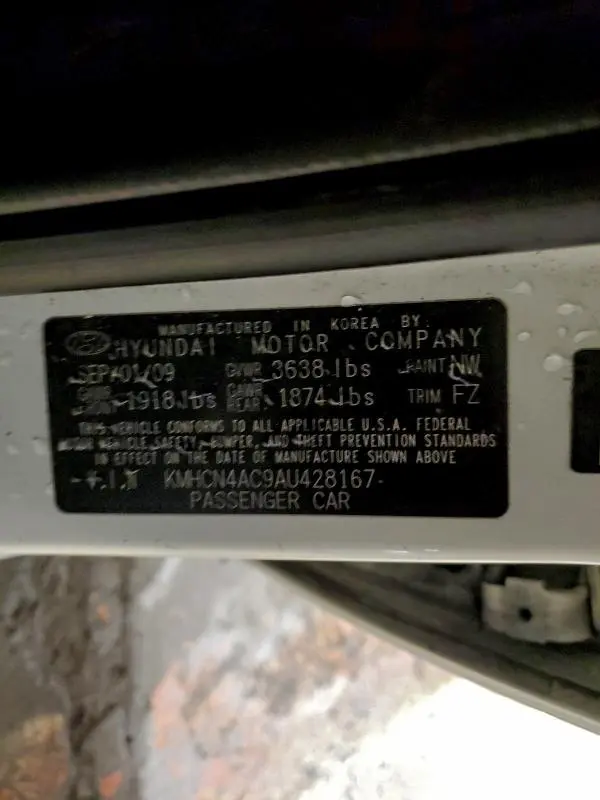 MANUFACTURED IN KOREA BY
HYUNDAI MOTOR COMPANY
SEP/01/09 GVWR 3638 lbs PAINT NW
GAWR FRONT 1918 lbs GAWR REAR 1874 lbs TRIM FZ
THIS VEHICLE CONFORMS TO ALL APPLICABLE U.S.A. FEDERAL
MOTOR VEHICLE SAFETY, BUMPER, AND THEFT PREVENTION STANDARDS
IN EFFECT ON THE DATE OF MANUFACTURE SHOWN ABOVE
V.I.N KMHCN4AC9AU428167
PASSENGER CAR